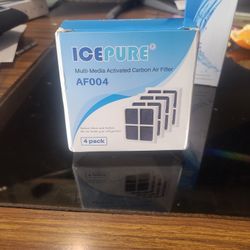 ICEPURE®
Multi-Media Activated Carbon Air Filter
AF004
4 pack